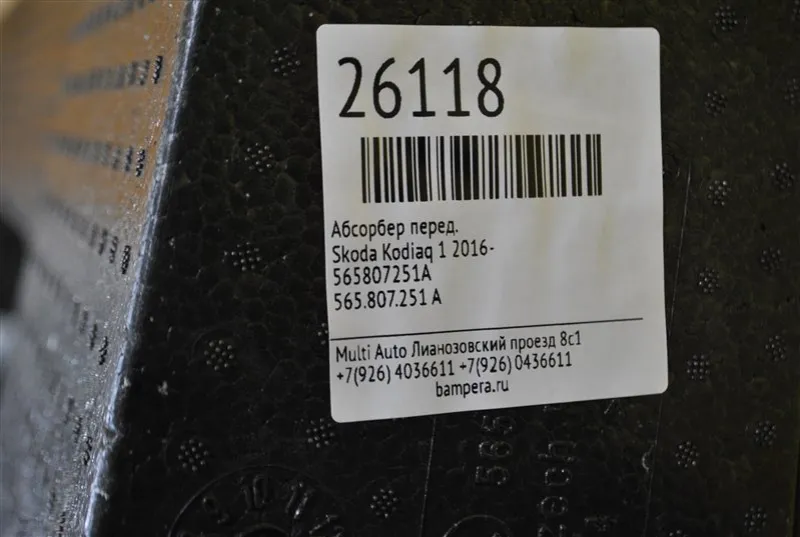 26118
Абсорбер перед.
Skoda Kodiaq 1 2016-
565807251A
565.807.251 A
Multi Auto Лианозовский проезд 8с1
+7(926) 4036611 +7(926) 0436611
bampera.ru